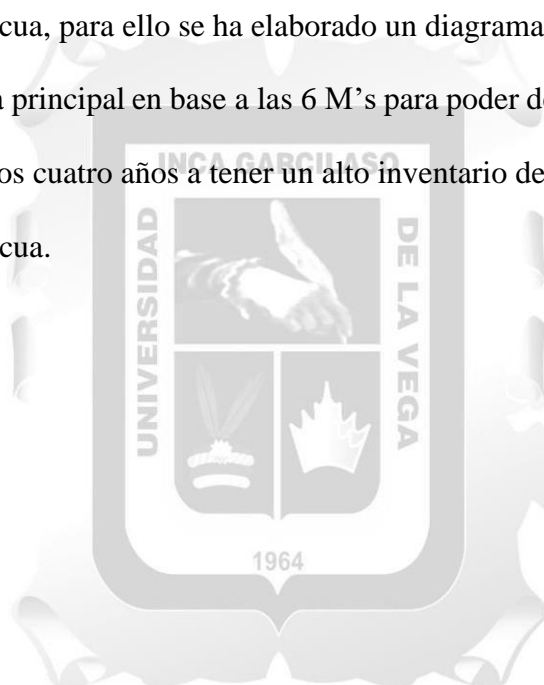 cua, para ello se ha elaborado un diagrama
principal en base a las 6 M’s para poder
os cuatro años a tener un alto inventario de
cua.
INCA GARCILASO
UNIVERSIDAD
DE LA VEGA
1964